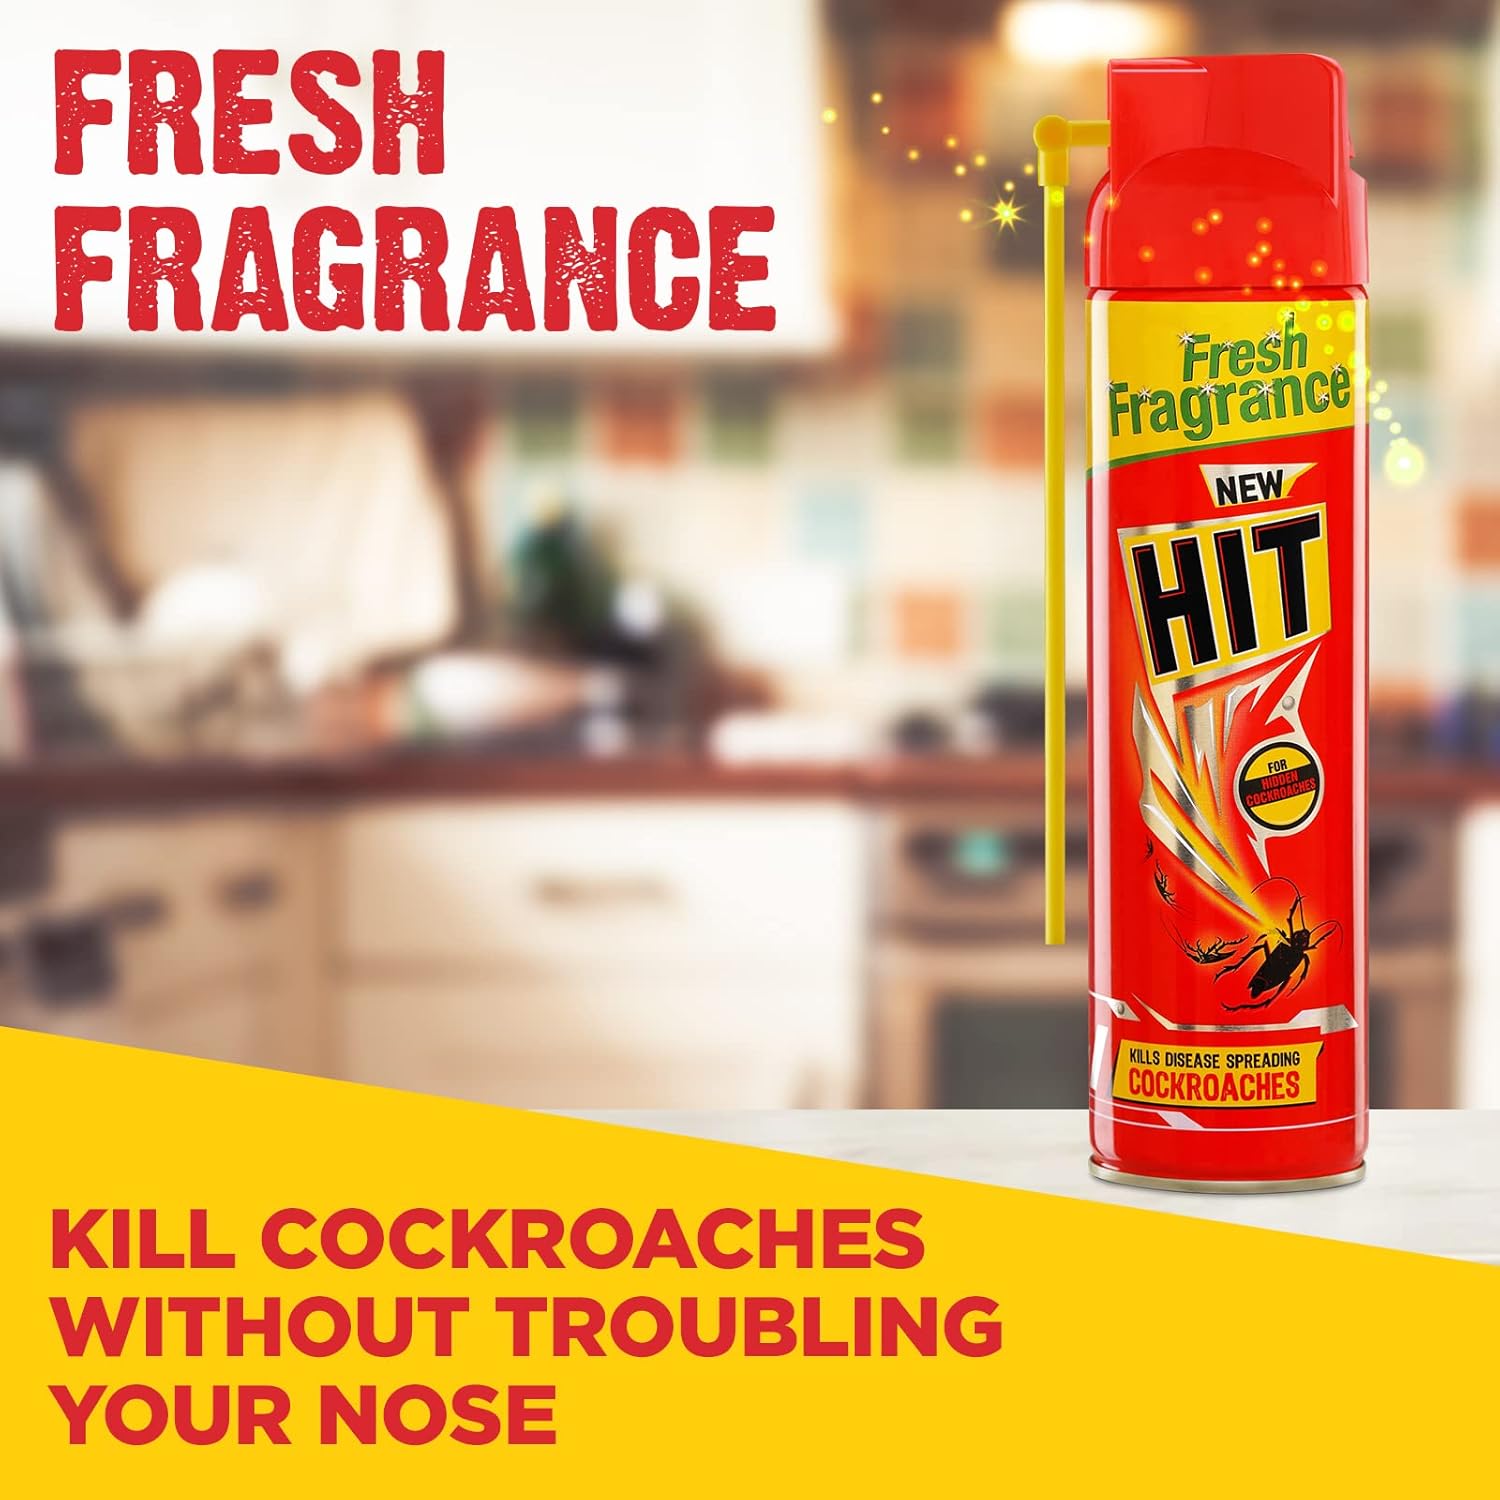 FRESH
FRAGRANCE
Fresh
Fragrance
NEW
HIT
FOR
HIDDEN
COCKROACHES
KILLS DISEASE SPREADING
COCKROACHES
KILL COCKROACHES
WITHOUT TROUBLING
YOUR NOSE